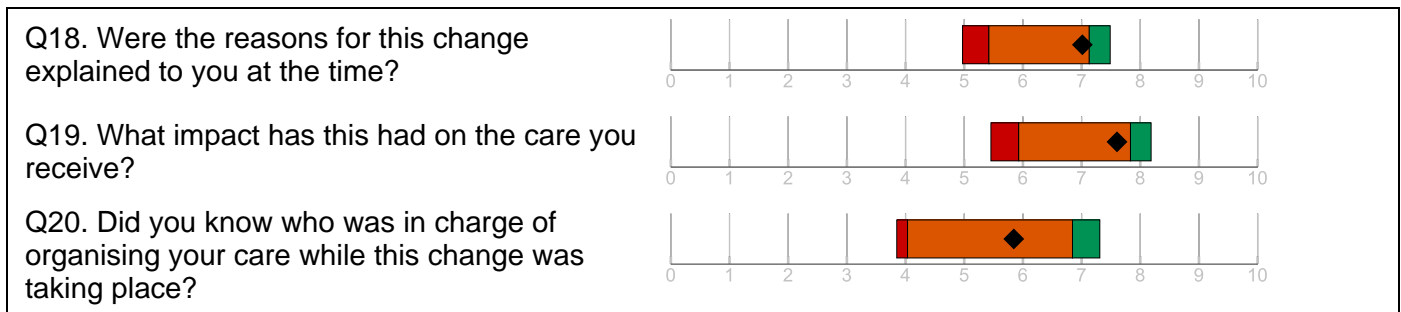 Q18. Were the reasons for this change
explained to you at the time?
0 1 2 3 4 5 6 7 8 9 10
Q19. What impact has this had on the care you
receive?
0 1 2 3 4 5 6 7 8 9 10
Q20. Did you know who was in charge of
organising your care while this change was
taking place?
0 1 2 3 4 5 6 7 8 9 10